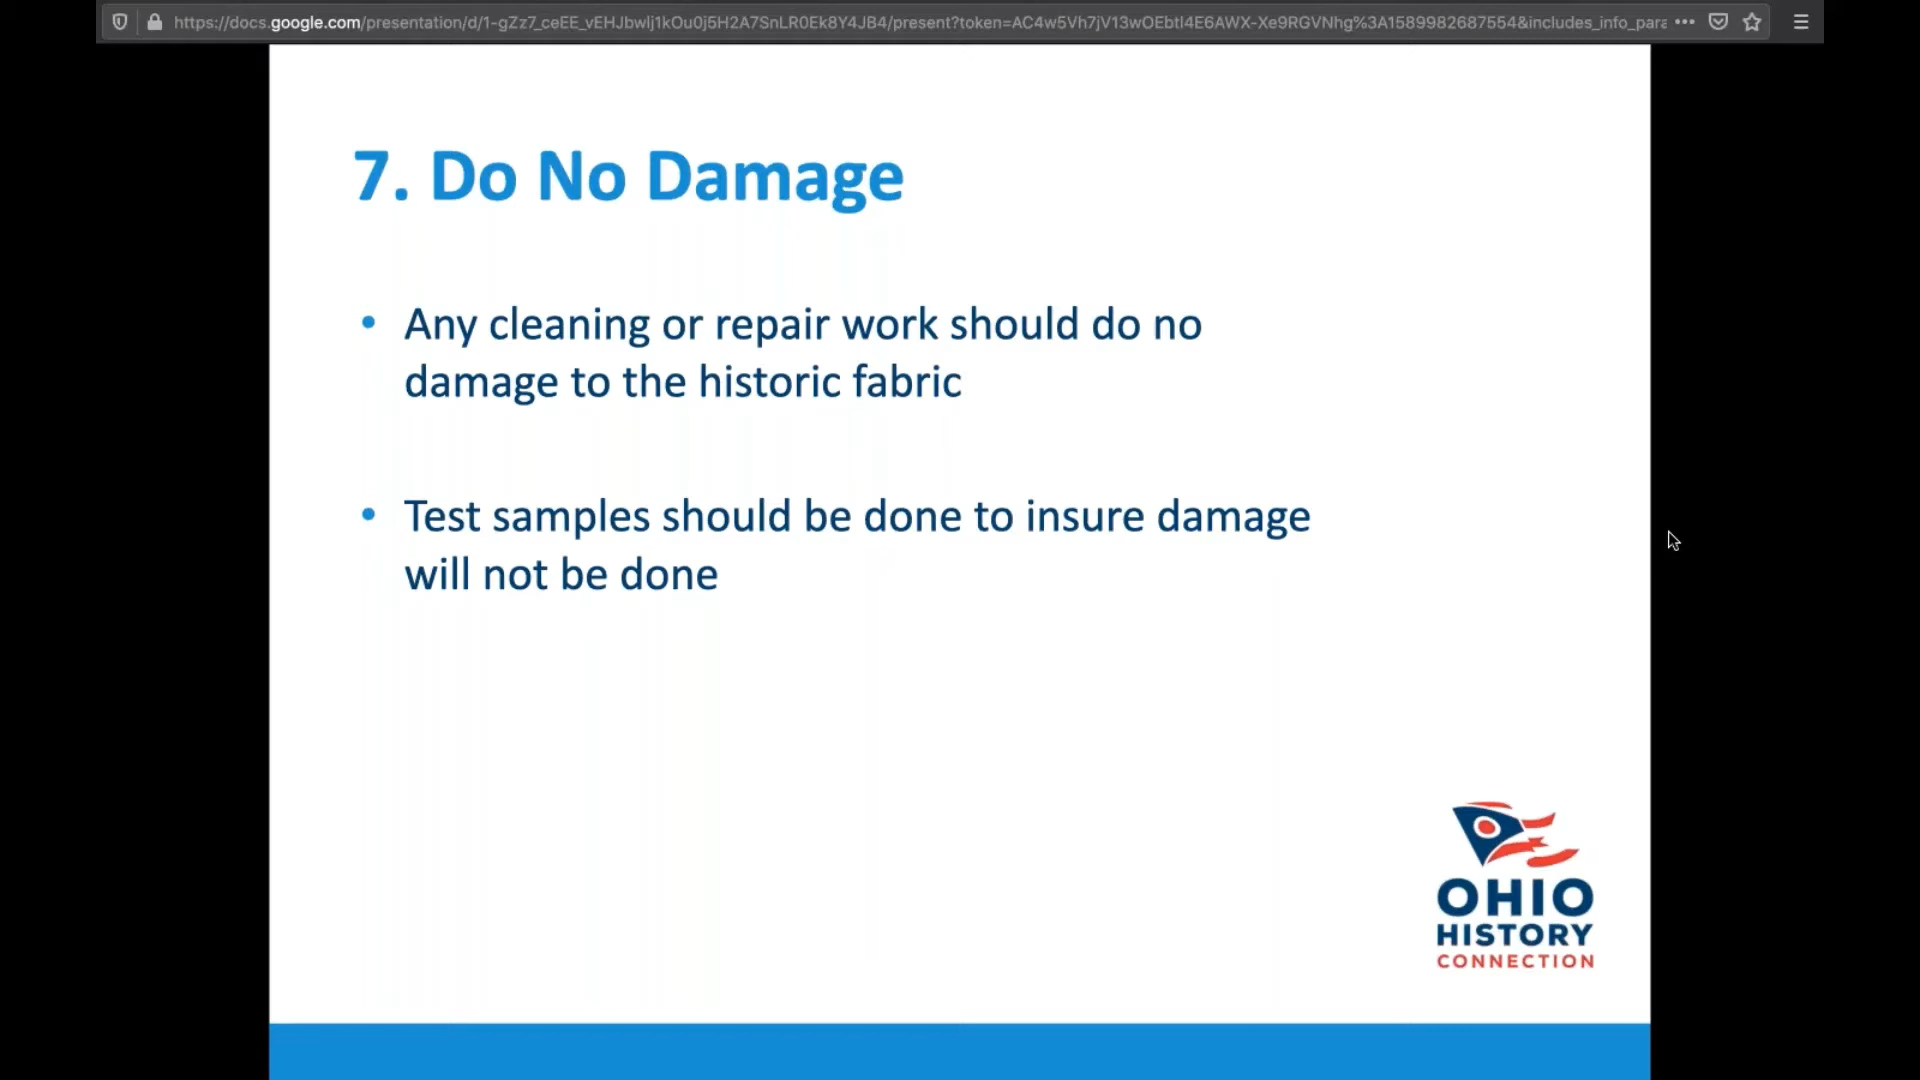 https://docs.google.com/presentation/d/1-gZz7_ceEE_vEHJbwlj1kOu0j5H2A7SnLR0Ek8Y4JB4/present?token=AC4w5Vh7jV13wOEbtI4E6AWX-Xe9RGVNhg%3A1589982687554&includes_info_para
7. Do No Damage
• Any cleaning or repair work should do no
damage to the historic fabric
• Test samples should be done to insure damage
will not be done
OHIO
HISTORY
CONNECTION